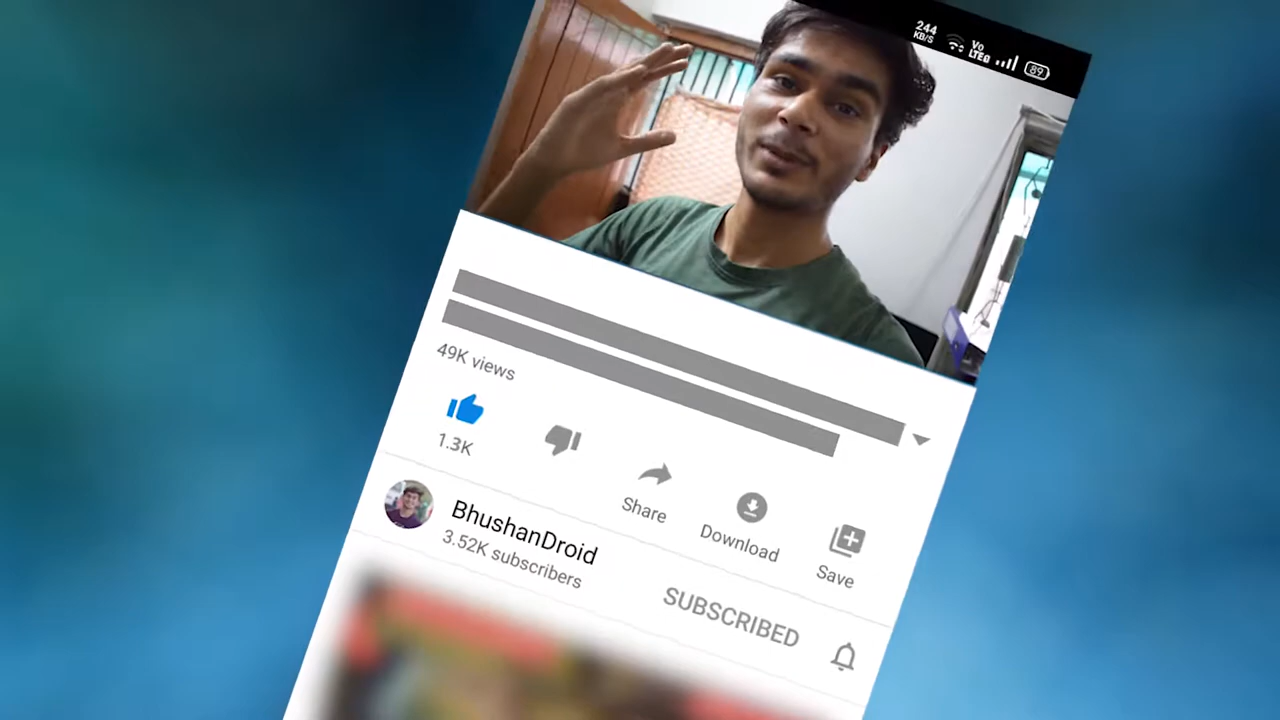 244
KB/S
Vo
LTE
89
49K views
1.3K
Share
Download
Save
BhushanDroid
3.52K subscribers
SUBSCRIBED